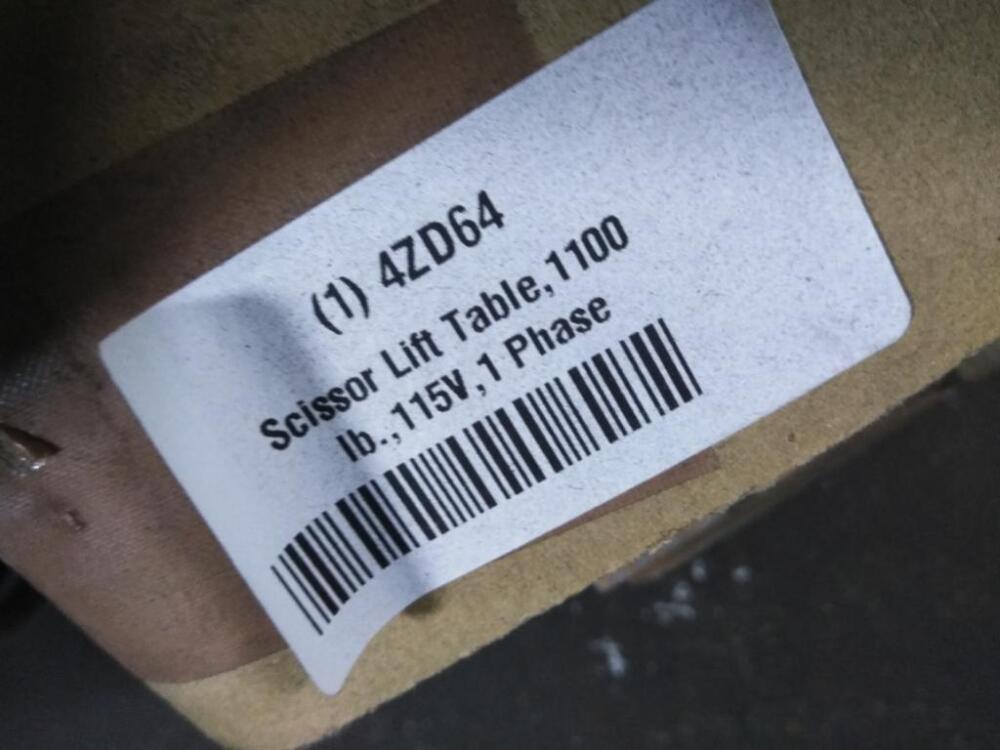 (1) 4ZD64
Scissor Lift Table,1100
lb.,115V,1 Phase